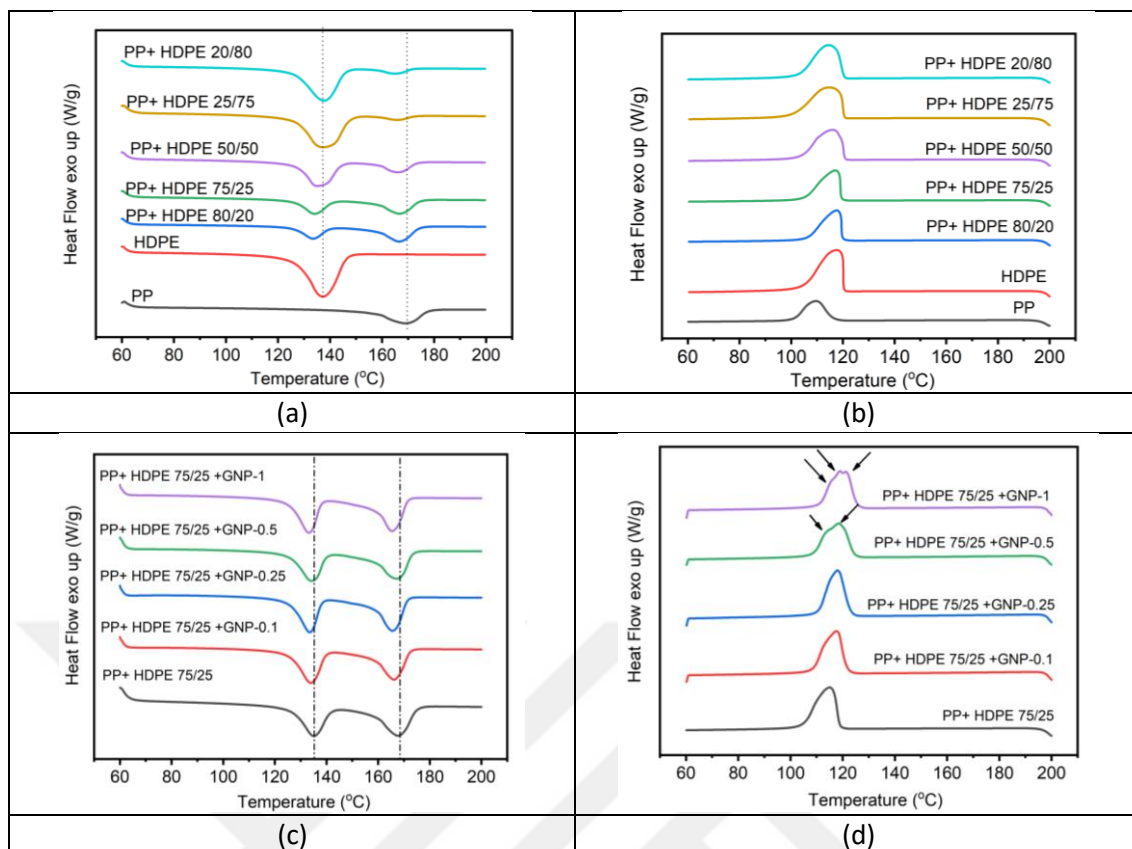 Heat Flow exo up (W/g)
PP+ HDPE 20/80
PP+ HDPE 25/75
PP+ HDPE 50/50
PP+ HDPE 75/25
PP+ HDPE 80/20
HDPE
PP
60 80 100 120 140 160 180 200
Temperature (°C)
(a)
Heat Flow exo up (W/g)
PP+ HDPE 20/80
PP+ HDPE 25/75
PP+ HDPE 50/50
PP+ HDPE 75/25
PP+ HDPE 80/20
HDPE
PP
60 80 100 120 140 160 180 200
Temperature (°C)
(b)
Heat Flow exo up (W/g)
PP+ HDPE 75/25 +GNP-1
PP+ HDPE 75/25 +GNP-0.5
PP+ HDPE 75/25 +GNP-0.25
PP+ HDPE 75/25 +GNP-0.1
PP+ HDPE 75/25
60 80 100 120 140 160 180 200
Temperature (°C)
(c)
Heat Flow exo up (W/g)
PP+ HDPE 75/25 +GNP-1
PP+ HDPE 75/25 +GNP-0.5
PP+ HDPE 75/25 +GNP-0.25
PP+ HDPE 75/25 +GNP-0.1
PP+ HDPE 75/25
60 80 100 120 140 160 180 200
Temperature (°C)
(d)